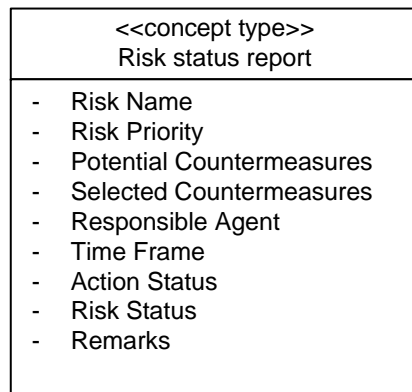 <<concept type>>
Risk status report
- Risk Name
- Risk Priority
- Potential Countermeasures
- Selected Countermeasures
- Responsible Agent
- Time Frame
- Action Status
- Risk Status
- Remarks